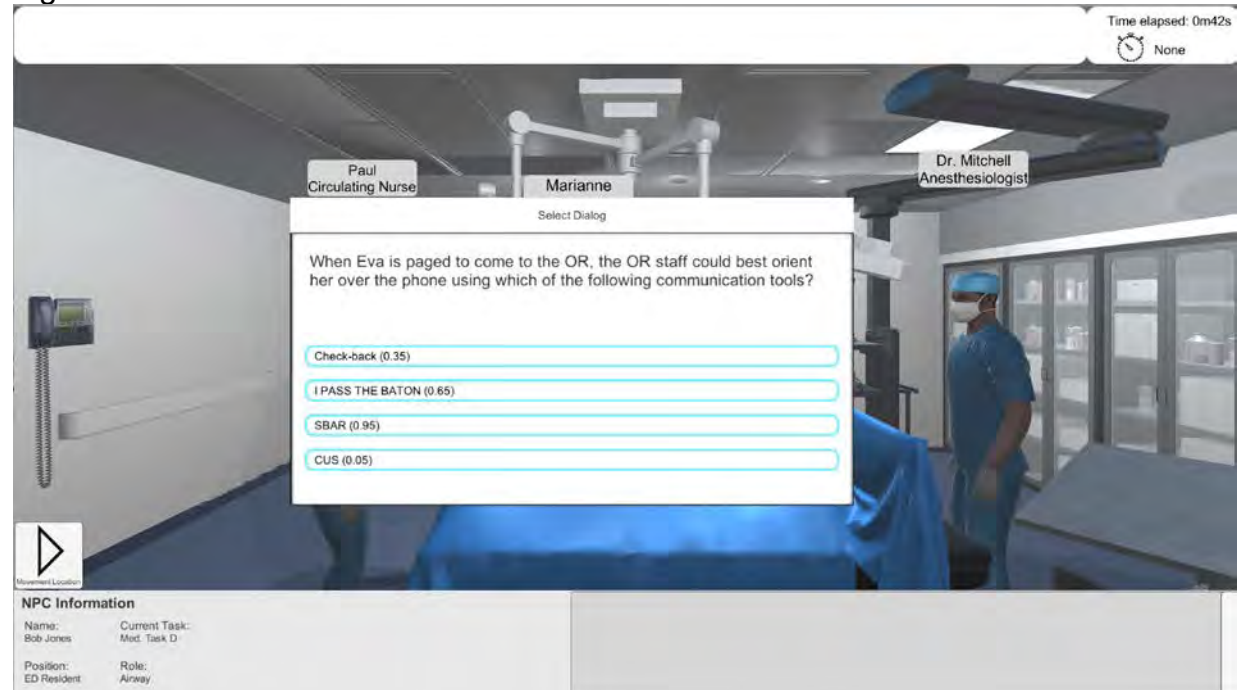 Time elapsed: 0m42s
None
Paul
Circulating Nurse
Marianne
Dr. Mitchell
Anesthesiologist
Select Dialog
When Eva is paged to come to the OR, the OR staff could best orient
her over the phone using which of the following communication tools?
Check-back (0.35)
I PASS THE BATON (0.65)
SBAR (0.95)
CUS (0.05)
Movement Location
NPC Information
Name:
Current Task:
Bob Jones
Med. Task D
Position:
Role:
ED Resident
Airway